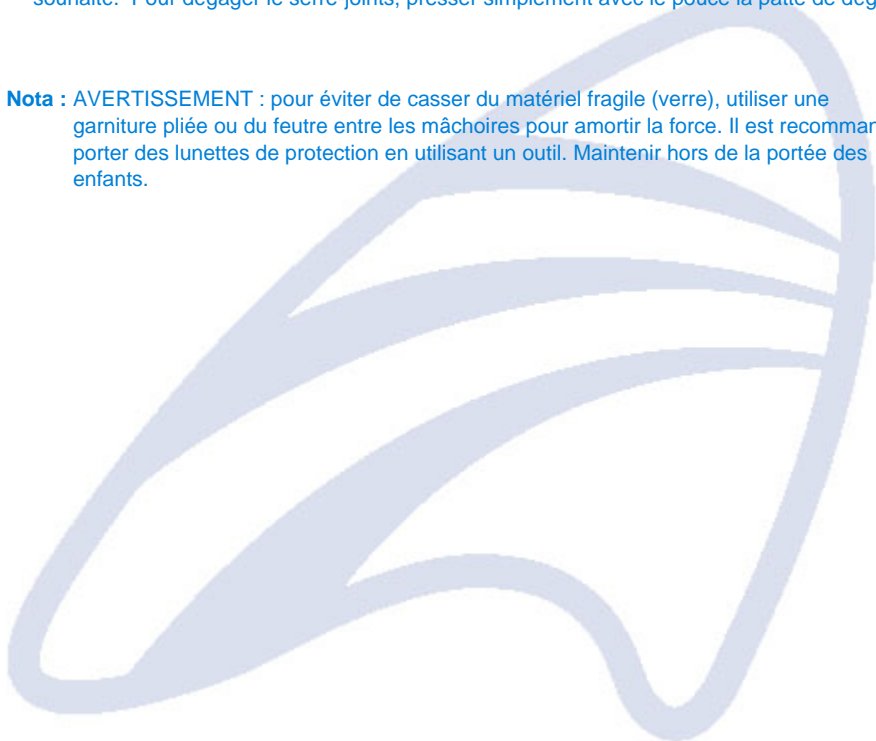 souhaité. Pour dégager le serre-joints, presser simplement avec le pouce la patte de
Nota : AVERTISSEMENT : pour éviter de casser du matériel fragile (verre), utiliser une
garniture pliée ou du feutre entre les mâchoires pour amortir la force. Il est
porter des lunettes de protection en utilisant un outil. Maintenir hors de la portée des
enfants.